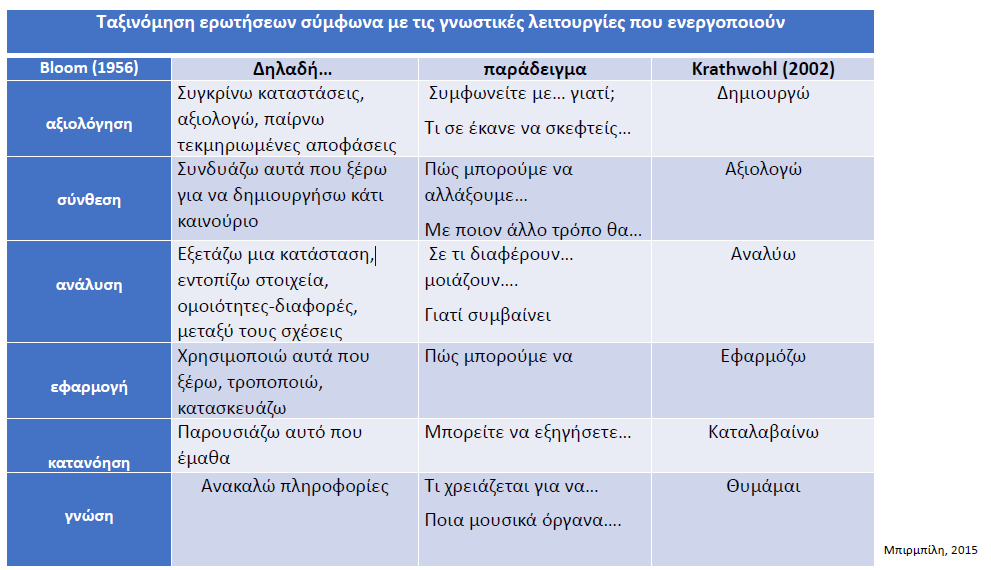 Ταξινόμηση ερωτήσεων σύμφωνα με τις γνωστικές λειτουργίες που ενεργοποιούν
Bloom (1956)
Δηλαδή...
παράδειγμα
Krathwohl (2002)
αξιολόγηση
Συγκρίνω καταστάσεις,
αξιολογώ, παίρνω
τεκμηριωμένες αποφάσεις
Συμφωνείτε με... γιατί;
Τι σε έκανε να σκεφτείς...
Δημιουργώ
σύνθεση
Συνδυάζω αυτά που ξέρω
για να δημιουργήσω κάτι
καινούριο
Πώς μπορούμε να
αλλάξουμε...
Με ποιον άλλο τρόπο θα...
Αξιολογώ
ανάλυση
Εξετάζω μια κατάσταση,
εντοπίζω στοιχεία,
ομοιότητες-διαφορές,
μεταξύ τους σχέσεις
Σε τι διαφέρουν...
μοιάζουν....
Γιατί συμβαίνει
Αναλύω
εφαρμογή
Χρησιμοποιώ αυτά που
ξέρω, τροποποιώ,
κατασκευάζω
Πώς μπορούμε να
Εφαρμόζω
κατανόηση
Παρουσιάζω αυτό που
έμαθα
Μπορείτε να εξηγήσετε...
Καταλαβαίνω
γνώση
Ανακαλώ πληροφορίες
Τι χρειάζεται για να...
Ποια μουσικά όργανα....
Θυμάμαι
Μπιρμπίλη, 2015